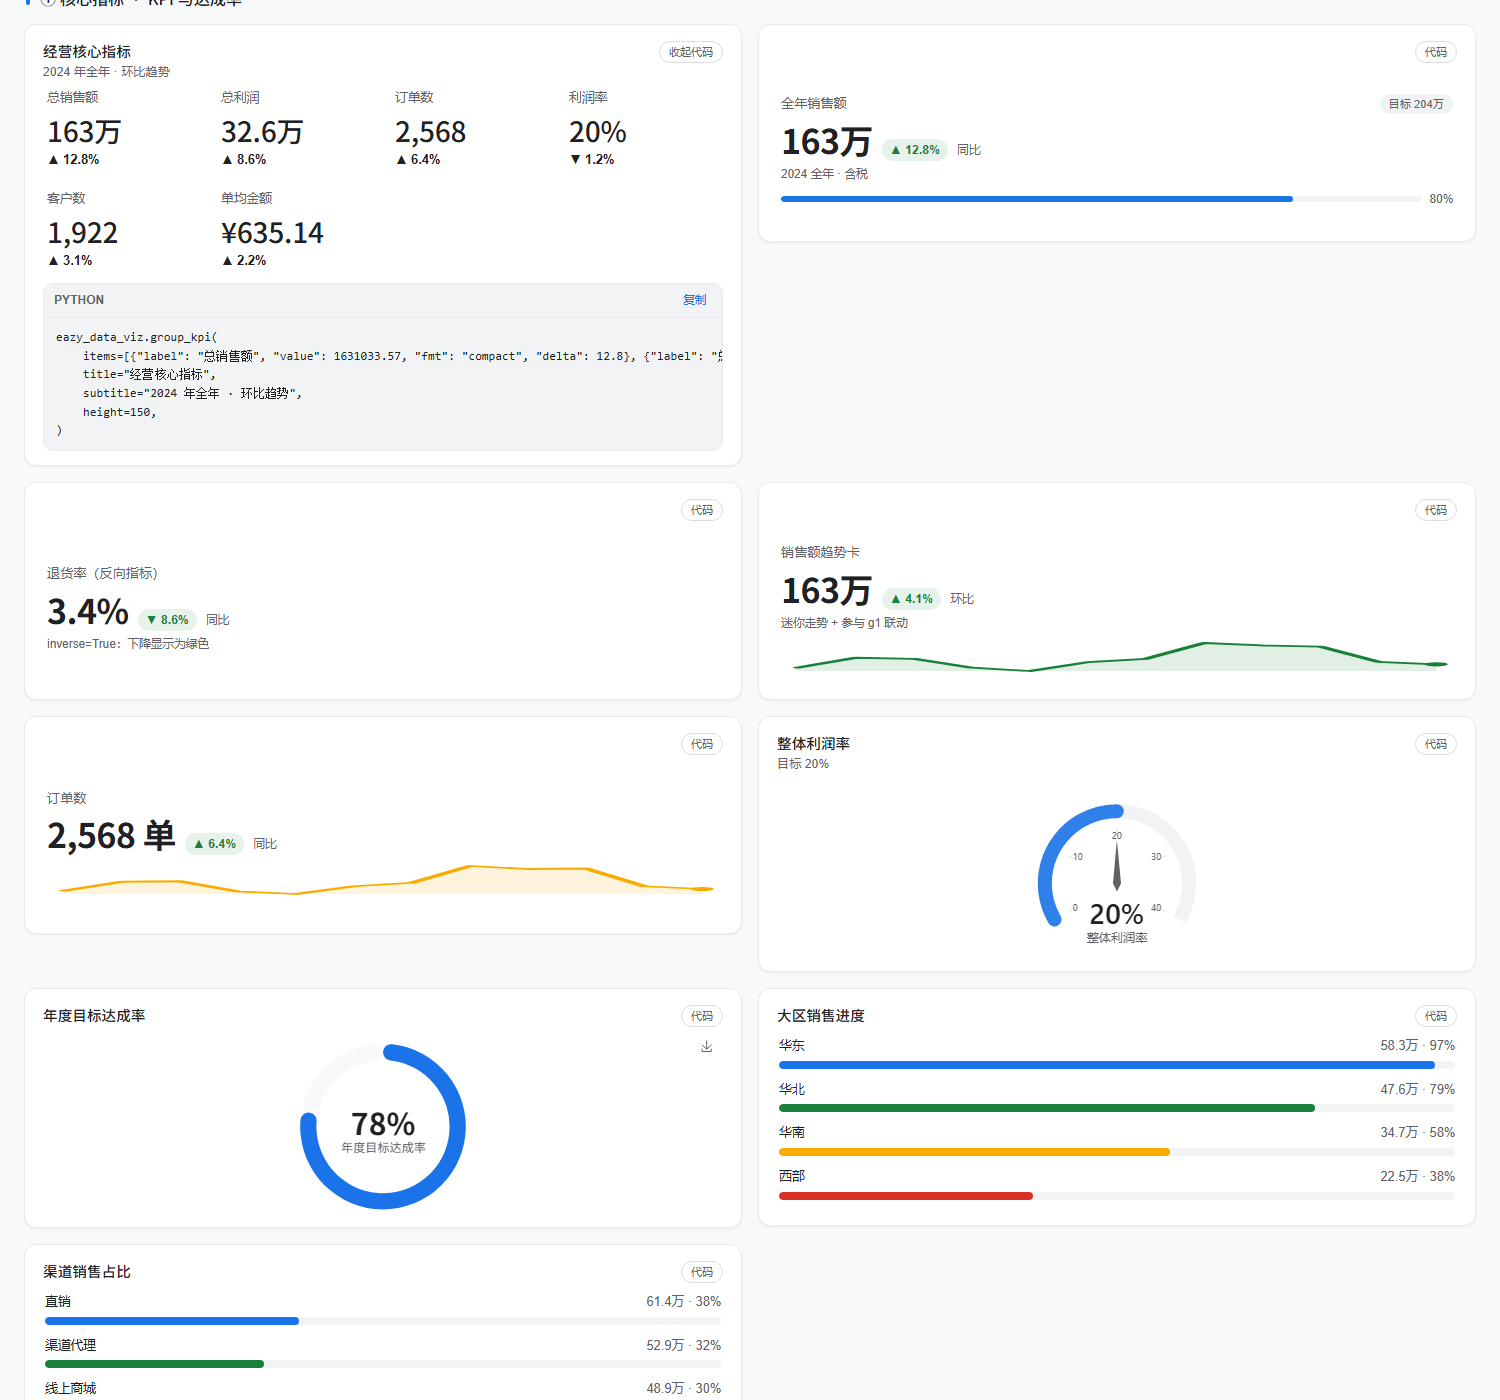 ① 核心指标 · KPI 与达成率
经营核心指标
收起代码
2024 年全年 · 环比趋势
总销售额 总利润 订单数 利润率
163万 32.6万 2,568 20%
▲ 12.8% ▲ 8.6% ▲ 6.4% ▼ 1.2%
客户数 单均金额
1,922 ¥635.14
▲ 3.1% ▲ 2.2%
PYTHON
复制
eazy_data_viz.group_kpi(
    items=[{"label": "总销售额", "value": 1631033.57, "fmt": "compact", "delta": 12.8}, {"label": "
    title="经营核心指标",
    subtitle="2024 年全年 · 环比趋势",
    height=150,
)
代码
全年销售额
目标 204万
163万 ▲ 12.8% 同比
2024 全年 · 含税
80%
代码
退货率（反向指标）
3.4% ▼ 8.6% 同比
inverse=True：下降显示为绿色
代码
销售额趋势卡
163万 ▲ 4.1% 环比
迷你走势 + 参与 g1 联动
代码
订单数
2,568 单 ▲ 6.4% 同比
整体利润率
代码
目标 20%
20
10 30
0 20% 40
整体利润率
年度目标达成率
代码
78%
年度目标达成率
大区销售进度
代码
华东 58.3万 · 97%
华北 47.6万 · 79%
华南 34.7万 · 58%
西部 22.5万 · 38%
渠道销售占比
代码
直销 61.4万 · 38%
渠道代理 52.9万 · 32%
线上商城 48.9万 · 30%